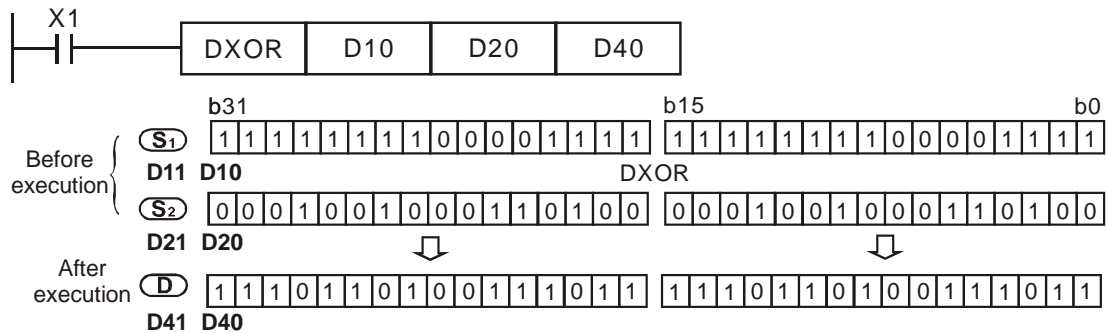 X1
DXOR D10 D20 D40
b31 b15 b0
Before execution
S1 1 1 1 1 1 1 1 1 0 0 0 0 1 1 1 1 1 1 1 1 1 1 1 1 0 0 0 0 1 1 1 1
D11 D10 DXOR
S2 0 0 0 1 0 0 1 0 0 0 1 1 0 1 0 0 0 0 0 1 0 0 1 0 0 0 1 1 0 1 0 0
D21 D20
After execution
D 1 1 1 0 1 1 0 1 0 0 1 1 1 0 1 1 1 1 1 0 1 1 0 1 0 0 1 1 1 0 1 1
D41 D40